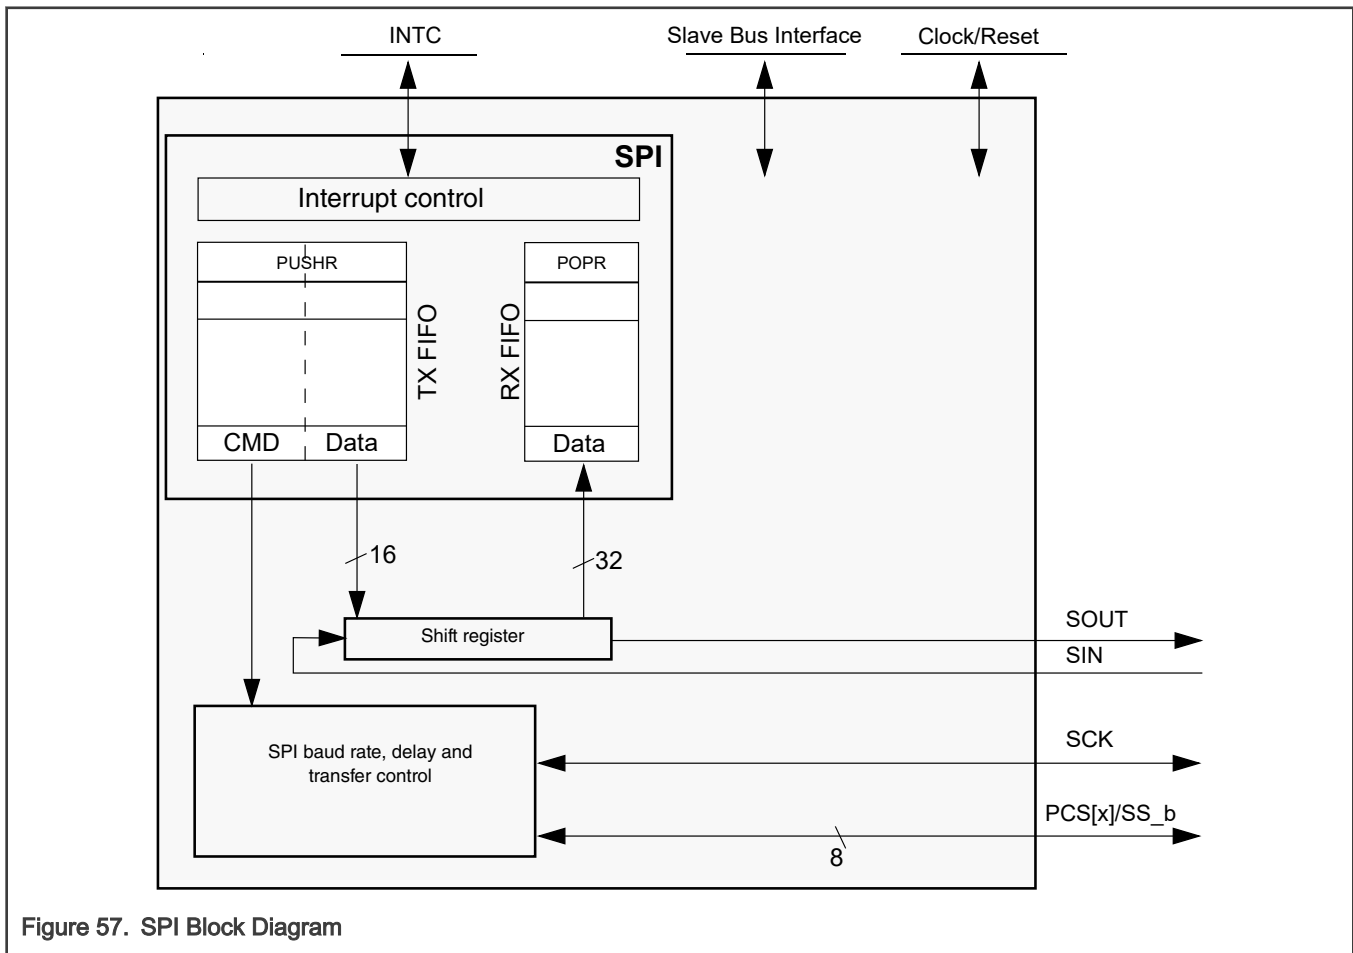 INTC
Slave Bus Interface
Clock/Reset
SPI
Interrupt control
PUSHR
POPR
TX FIFO
RX FIFO
CMD
Data
Data
16
32
Shift register
SOUT
SIN
SPI baud rate, delay and
transfer control
SCK
PCS[x]/SS_b
8
Figure 57. SPI Block Diagram